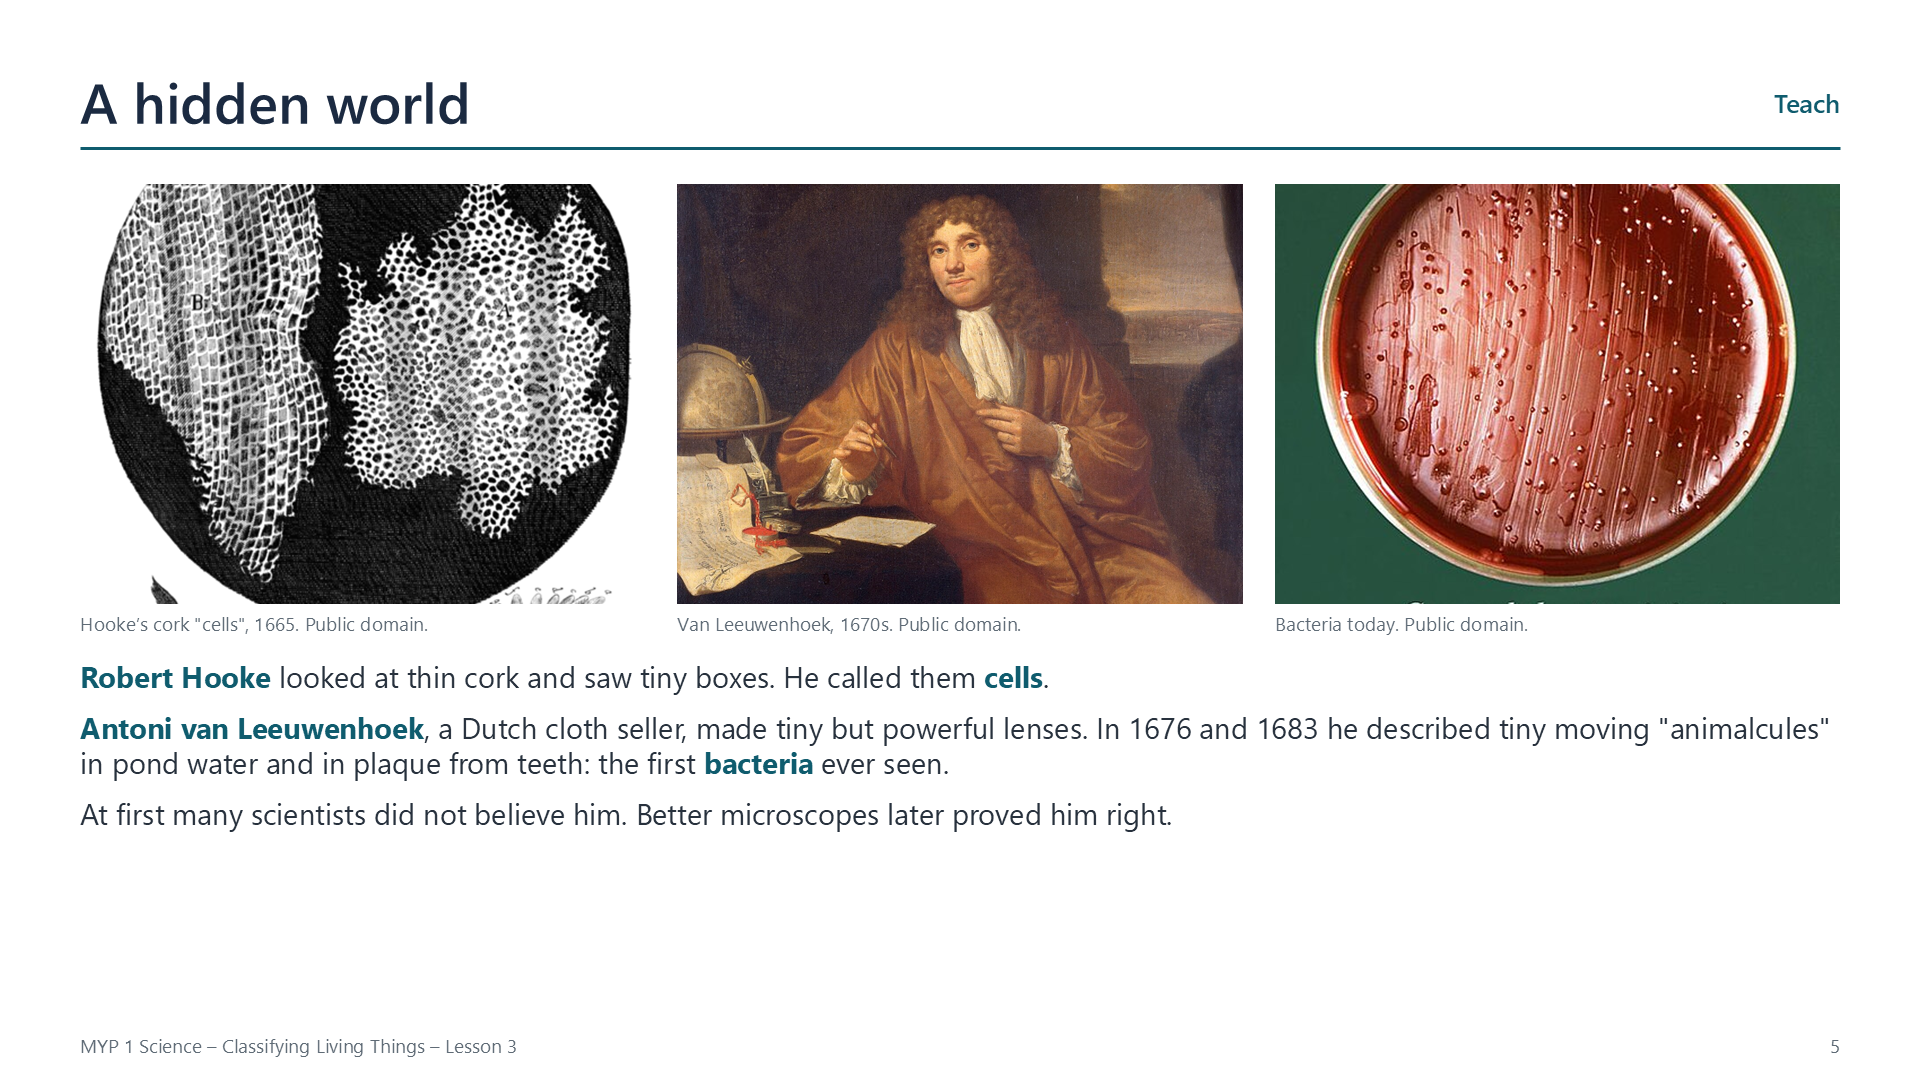 A hidden world
Teach
B.
A
Hooke’s cork "cells", 1665. Public domain.
Van Leeuwenhoek, 1670s. Public domain.
Bacteria today. Public domain.
Robert Hooke looked at thin cork and saw tiny boxes. He called them cells.
Antoni van Leeuwenhoek, a Dutch cloth seller, made tiny but powerful lenses. In 1676 and 1683 he described tiny moving "animalcules"
in pond water and in plaque from teeth: the first bacteria ever seen.
At first many scientists did not believe him. Better microscopes later proved him right.
MYP 1 Science – Classifying Living Things – Lesson 3
5